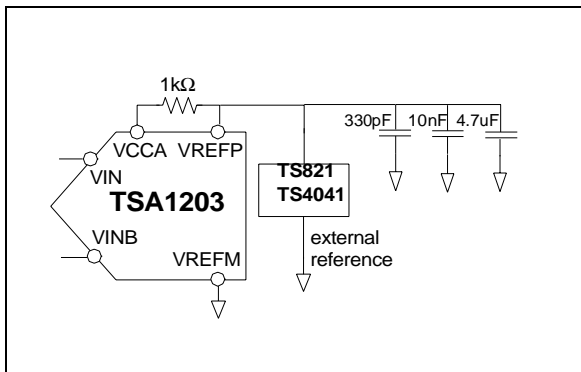 1kΩ
330pF 10nF 4.7uF
VCCA VREFP
VIN
TS821
TS4041
TSA1203
VINB
external
reference
VREFM